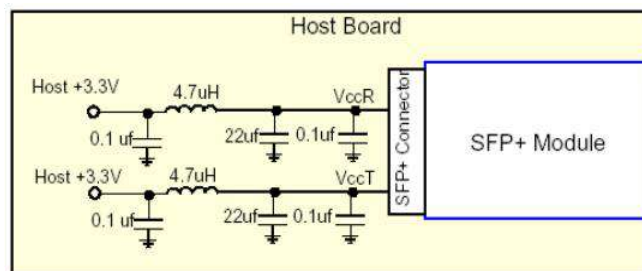 Host Board
Host +3.3V
4.7uH
VccR
0.1 uf
22uf
0.1uf
Host +3.3V
4.7uH
VccT
0.1 uf
22uf
0.1uf
SFP+ Connector
SFP+ Module